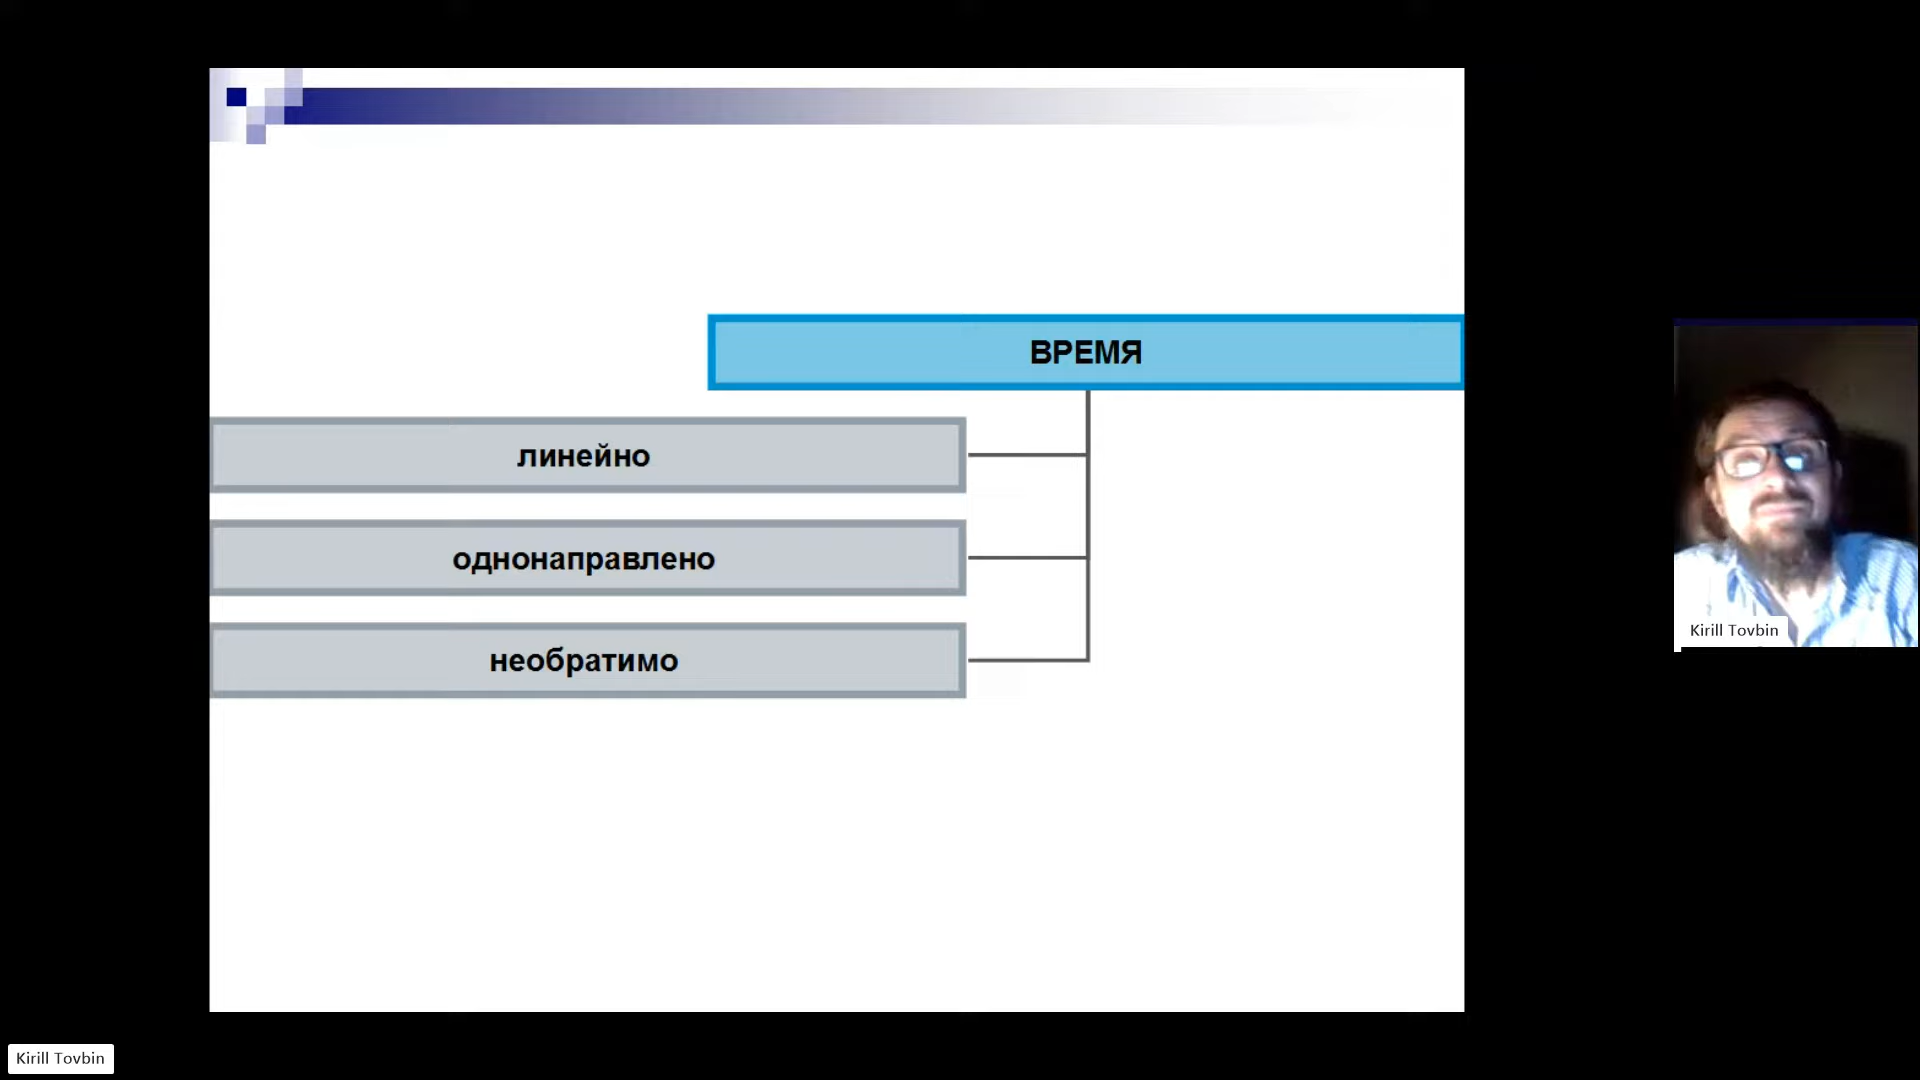 ВРЕМЯ
линейно
однонаправлено
необратимо
Kirill Tovbin
Kirill Tovbin